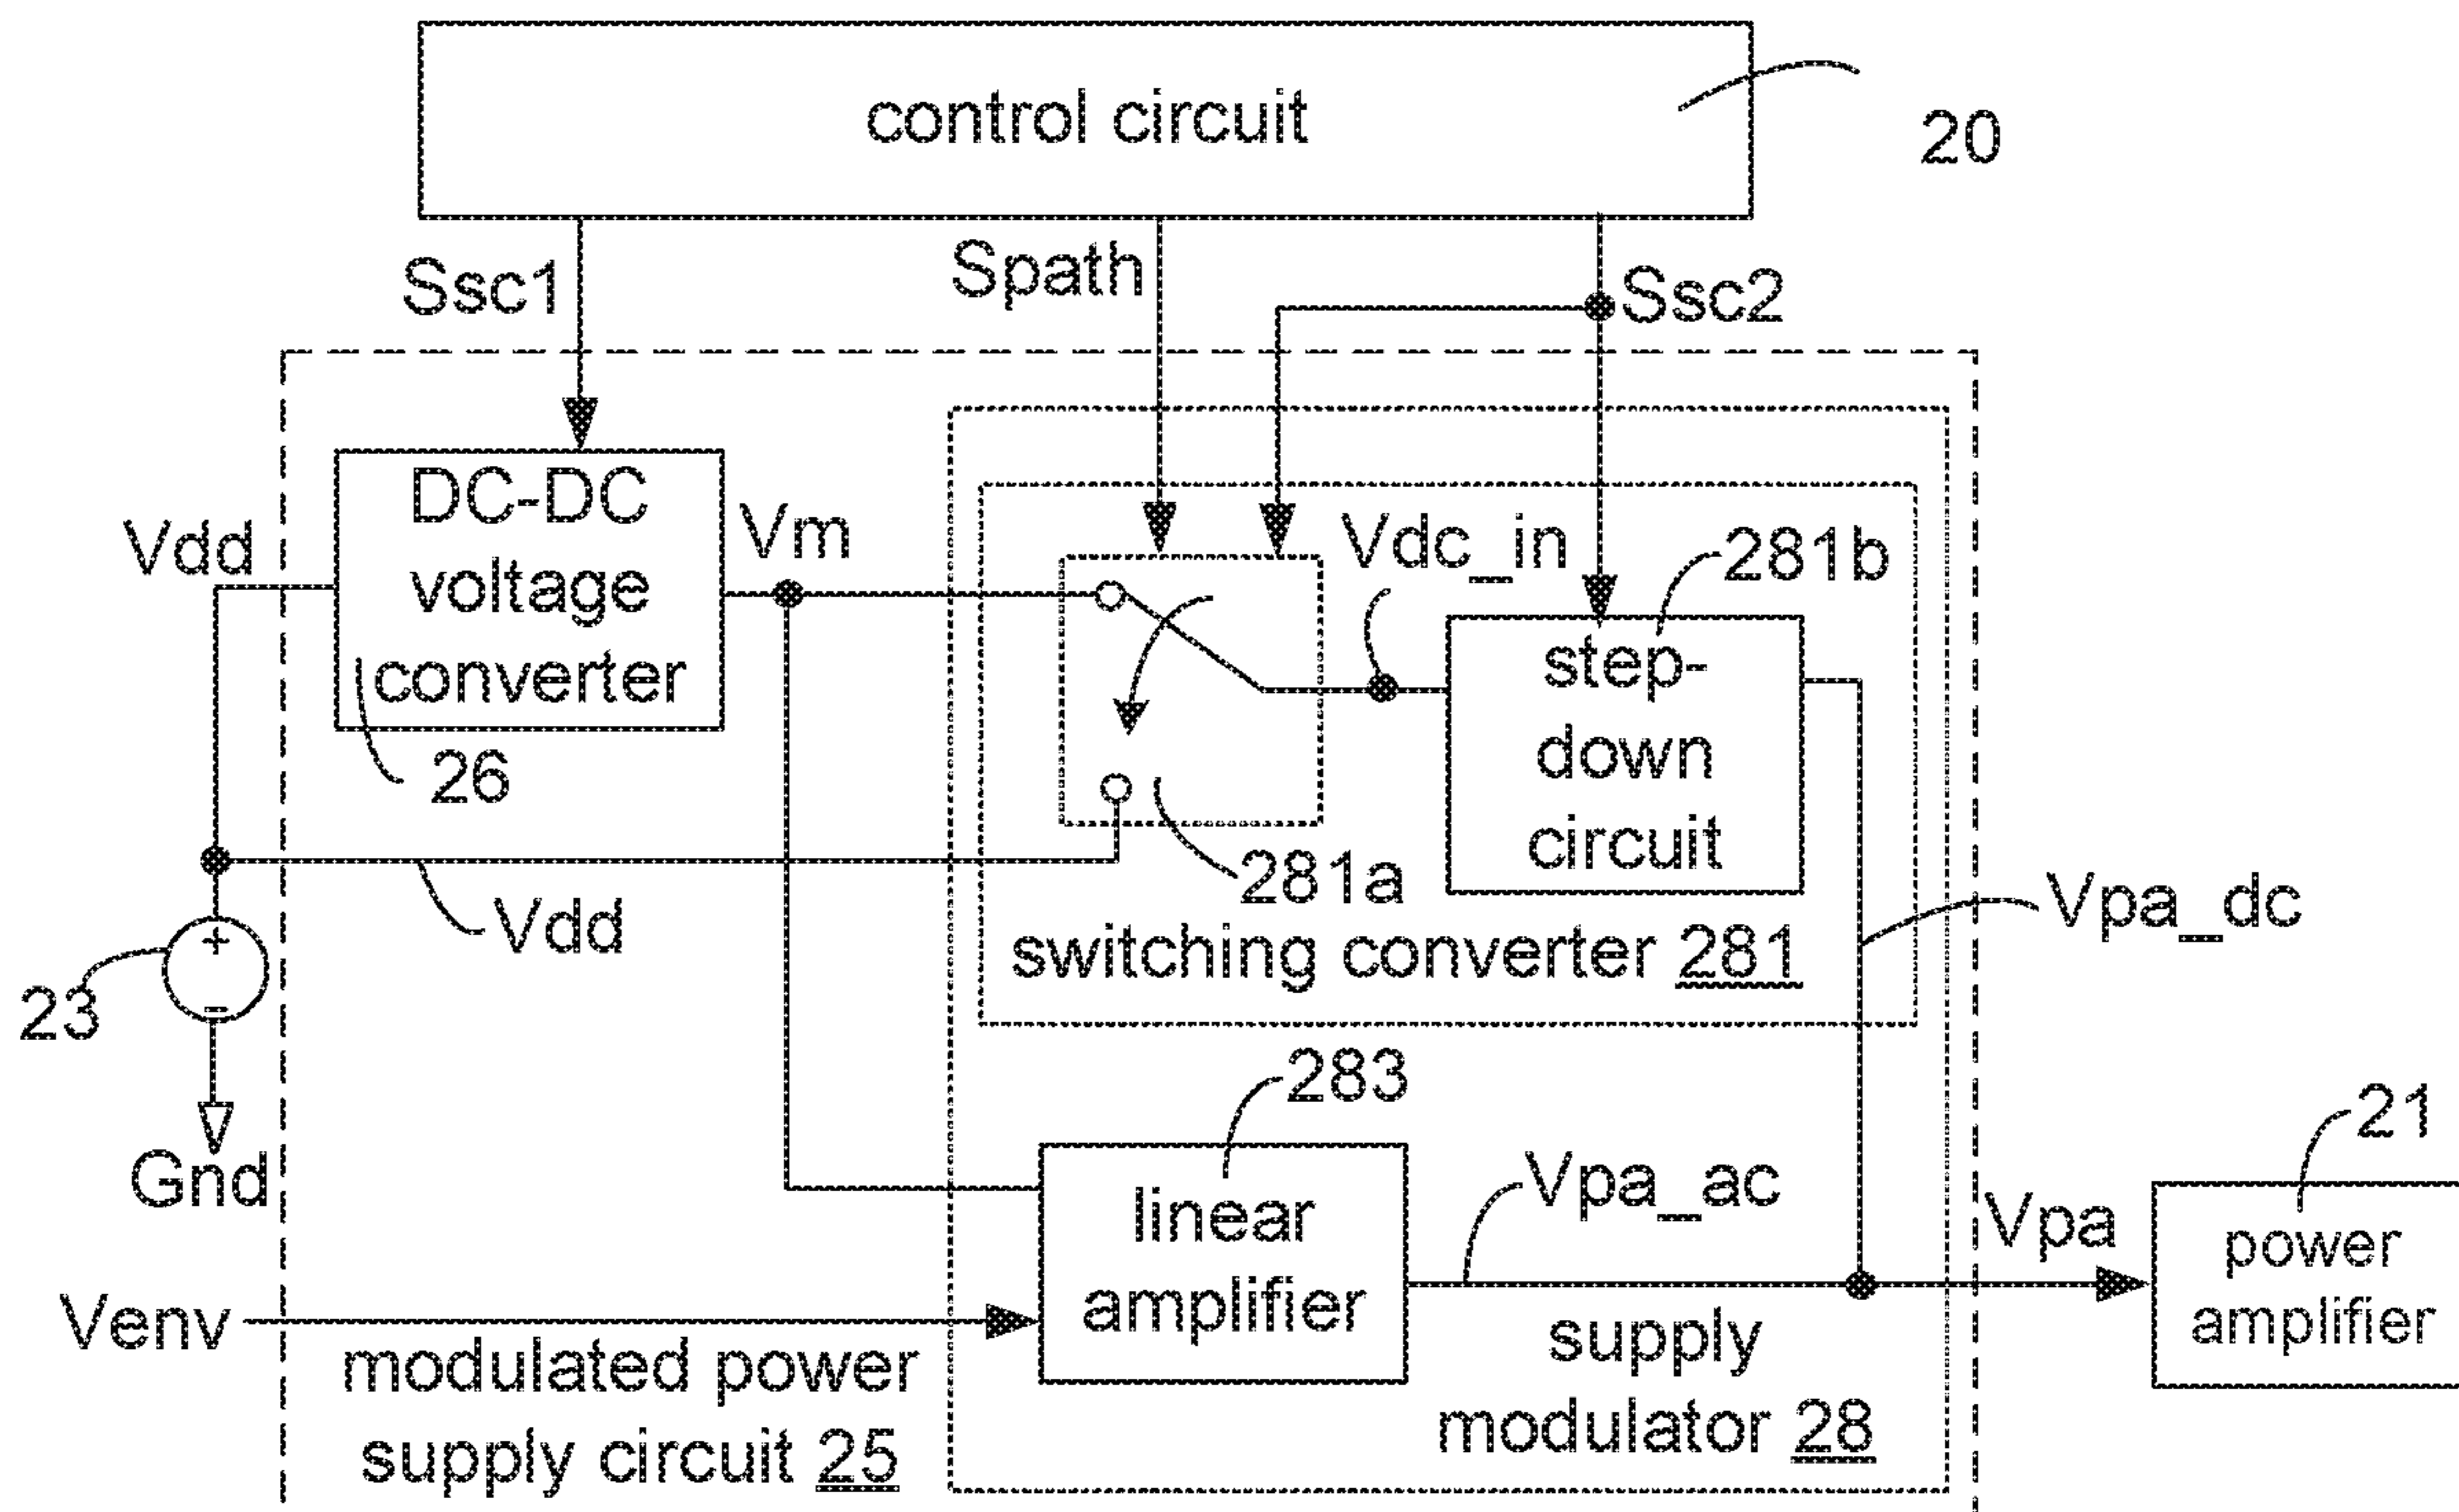 control circuit
20
Ssc1
Spath
Ssc2
Vdd
DC-DC
voltage
converter
26
Vm
Vdc_in
281b
step-
down
circuit
281a
switching converter 281
Vdd
Vpa_dc
+
-
23
Gnd
283
linear
amplifier
Vpa_ac
Vpa
21
power
amplifier
Venv
modulated power
supply circuit 25
supply
modulator 28